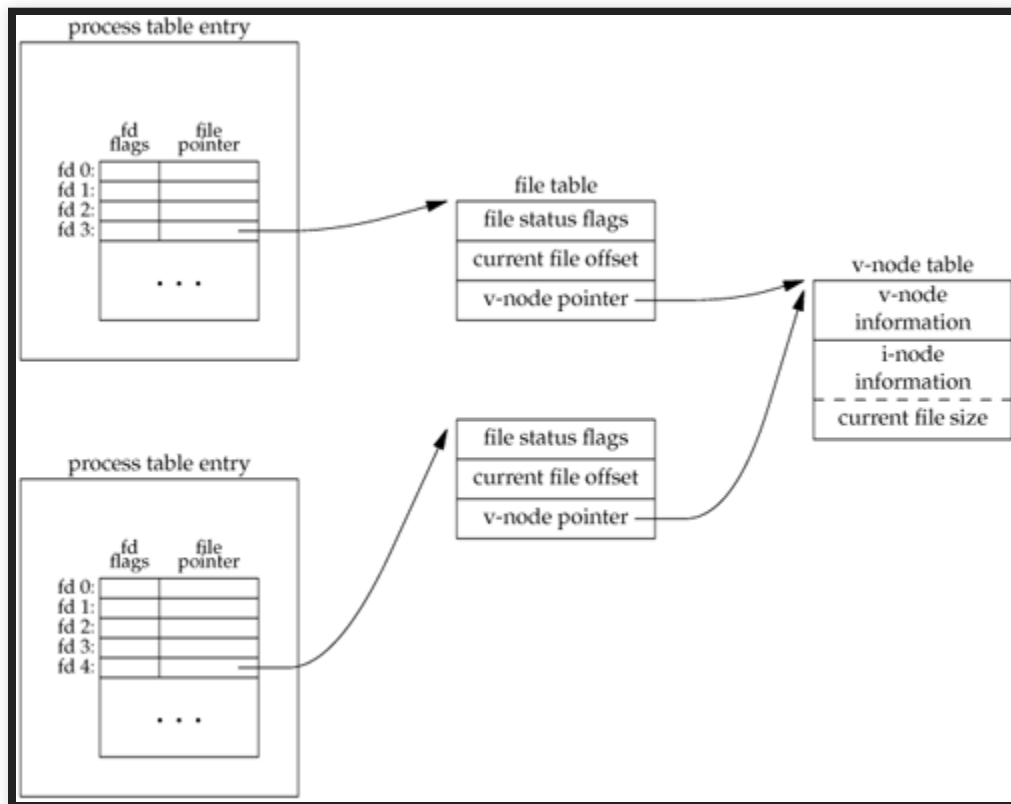 process table entry
fd file
flags pointer
fd 0:
fd 1:
fd 2:
fd 3:
. . .
file table
file status flags
current file offset
v-node pointer
v-node table
v-node
information
i-node
information
current file size
file status flags
current file offset
v-node pointer
process table entry
fd file
flags pointer
fd 0:
fd 1:
fd 2:
fd 3:
fd 4:
. . .